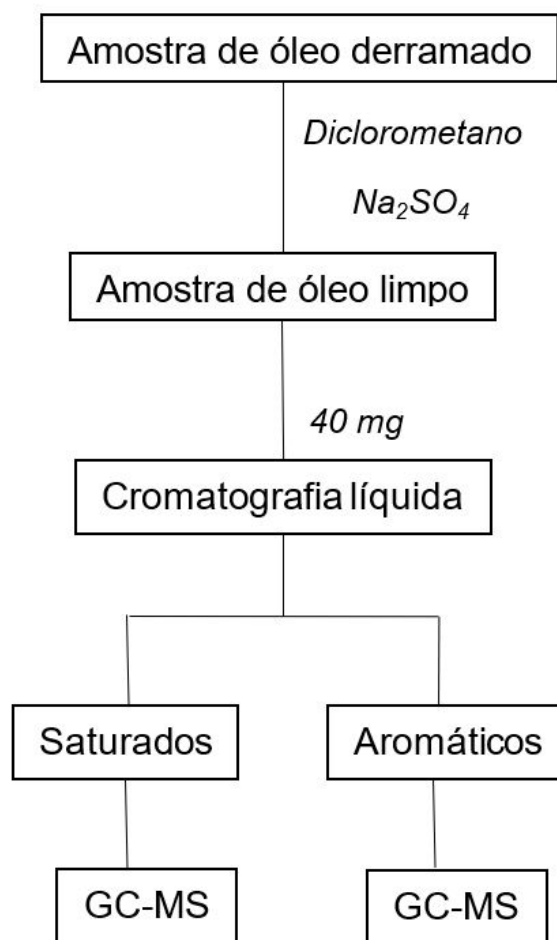 Amostra de óleo derramado
Diclorometano
Na₂SO₄
Amostra de óleo limpo
40 mg
Cromatografia líquida
Saturados
Aromáticos
GC-MS
GC-MS